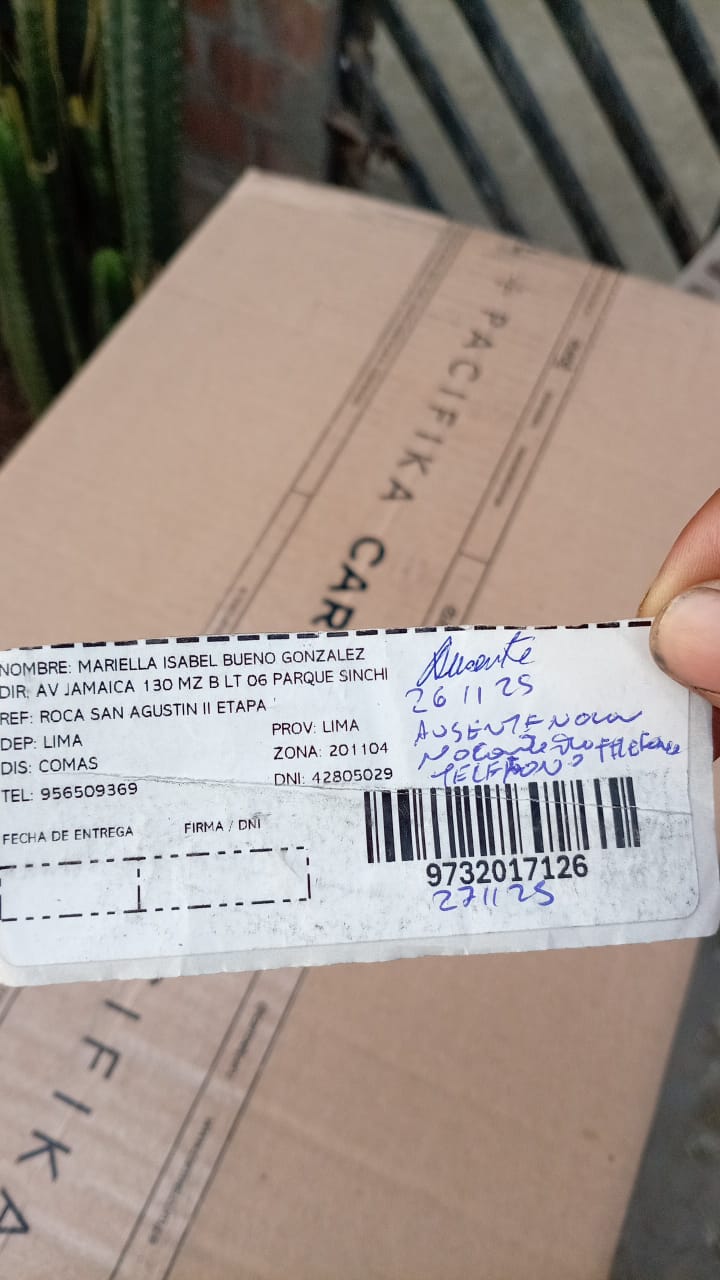 PACIFIKA CAR
NOMBRE: MARIELLA ISABEL BUENO GONZALEZ
DIR: AV JAMAICA 130 MZ B LT 06 PARQUE SINCHI
REF: ROCA SAN AGUSTIN II ETAPA
DEP: LIMA
PROV: LIMA
DIS: COMAS
ZONA: 201104
TEL: 956509369
DNI: 42805029
Ausente
26 11 25
AUSENTE
TELEFONO
FECHA DE ENTREGA
FIRMA / DNI
9732017126
27 11 25
IFIKA